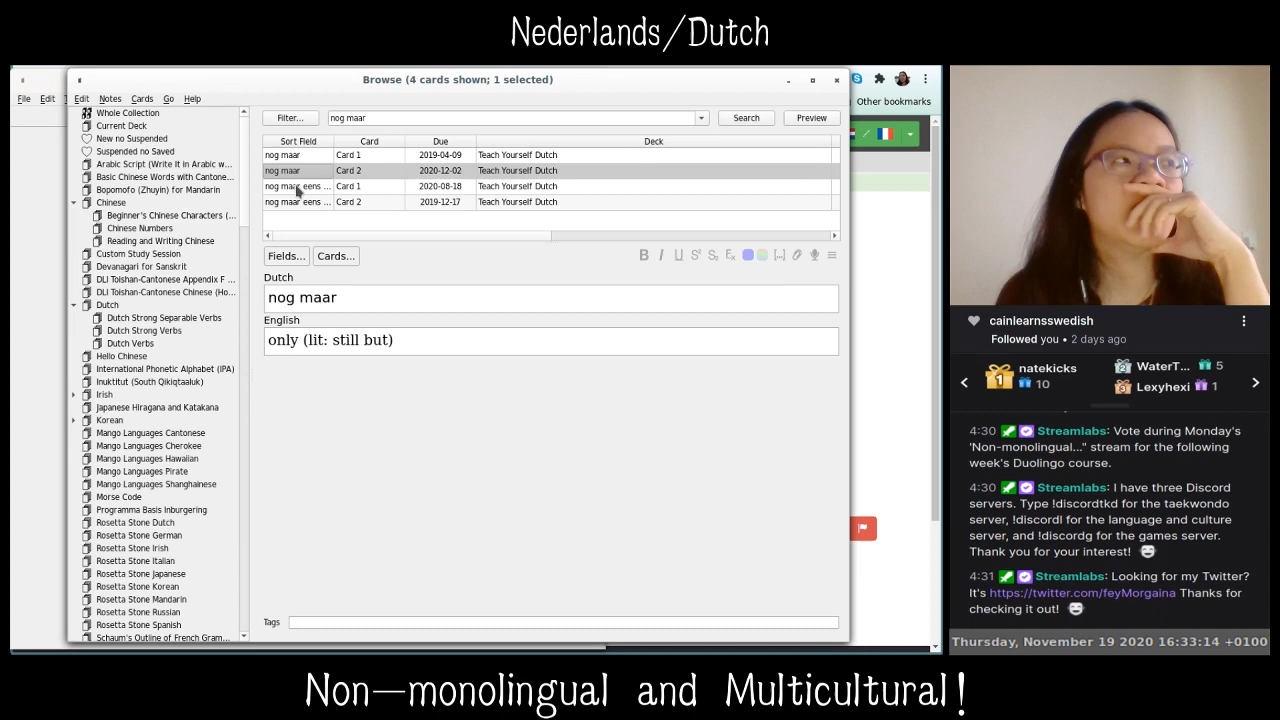 Nederlands/Dutch
Browse (4 cards shown; 1 selected)
File Edit
Edit Notes Cards Go Help
Other bookmarks
Whole Collection
Current Deck
New no Suspended
Suspended no Saved
Arabic Script (Write It in Arabic w...
Basic Chinese Words with Cantone...
Bopomofo (Zhuyin) for Mandarin
Chinese
Beginner's Chinese Characters (...
Chinese Numbers
Reading and Writing Chinese
Custom Study Session
Devanagari for Sanskrit
DLI Toishan-Cantonese Appendix F ...
DLI Toishan-Cantonese Chinese (Ho...
Dutch
Dutch Strong Separable Verbs
Dutch Strong Verbs
Dutch Verbs
Hello Chinese
International Phonetic Alphabet (IPA)
Inuktitut (South Qikiqtaaluk)
Irish
Japanese Hiragana and Katakana
Korean
Mango Languages Cantonese
Mango Languages Cherokee
Mango Languages Hawaiian
Mango Languages Pirate
Mango Languages Shanghainese
Morse Code
Programma Basis Inburgering
Rosetta Stone Dutch
Rosetta Stone German
Rosetta Stone Irish
Rosetta Stone Italian
Rosetta Stone Japanese
Rosetta Stone Korean
Rosetta Stone Mandarin
Rosetta Stone Russian
Rosetta Stone Spanish
Schaum's Outline of French Gram...
Filter... nog maar Search Preview
Sort Field Card Due Deck
nog maar Card 1 2019-04-09 Teach Yourself Dutch
nog maar Card 2 2020-12-02 Teach Yourself Dutch
nog maar eens ... Card 1 2020-08-18 Teach Yourself Dutch
nog maar eens ... Card 2 2019-12-17 Teach Yourself Dutch
Fields... Cards...
Dutch
nog maar
English
only (lit: still but)
Tags
cainlearnsswedish
Followed you • 2 days ago
1 natekicks
10
2 WaterT... 5
3 Lexyhexi 1
4:30 Streamlabs: Vote during Monday's
'Non-monolingual...” stream for the following
week's Duolingo course.
4:30 Streamlabs: I have three Discord
servers. Type !discordtkd for the taekwondo
server, !discordl for the language and culture
server, and !discordg for the games server.
Thank you for your interest!
4:31 Streamlabs: Looking for my Twitter?
It's https://twitter.com/feyMorgaina Thanks for
checking it out!
Thursday, November 19 2020 16:33:14 +0100
Non-monolingual and Multicultural!